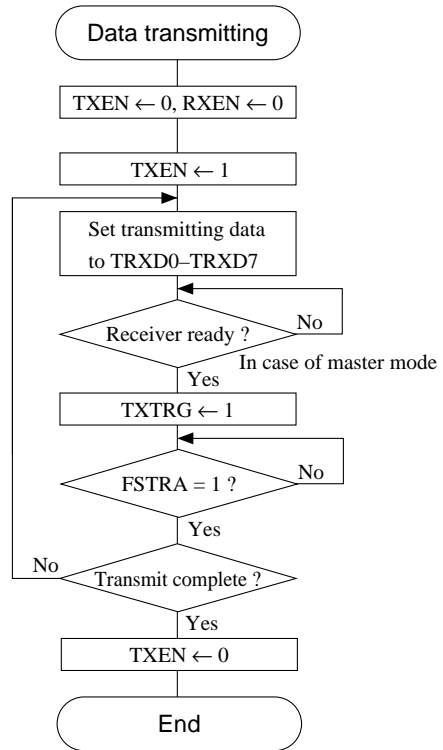 Data transmitting
TXEN ← 0, RXEN ← 0
TXEN ← 1
Set transmitting data
to TRXD0–TRXD7
Receiver ready ?
No
In case of master mode
Yes
TXTRG ← 1
FSTRA = 1 ?
No
Yes
No
Transmit complete ?
Yes
TXEN ← 0
End